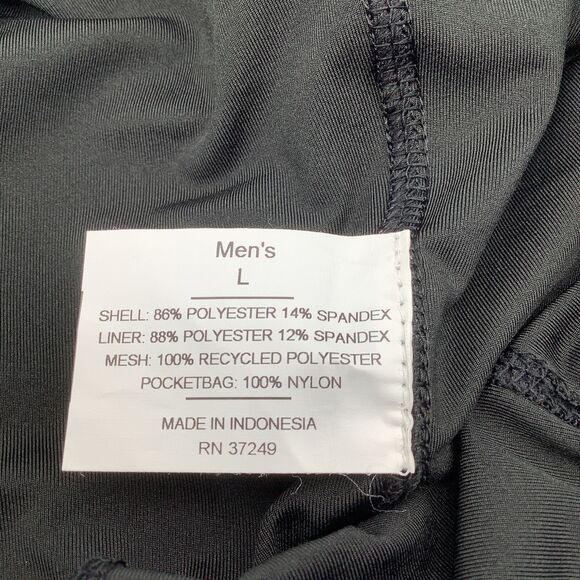 Men's
L
SHELL: 86% POLYESTER 14% SPANDEX
LINER: 88% POLYESTER 12% SPANDEX
MESH: 100% RECYCLED POLYESTER
POCKETBAG: 100% NYLON
MADE IN INDONESIA
RN 37249